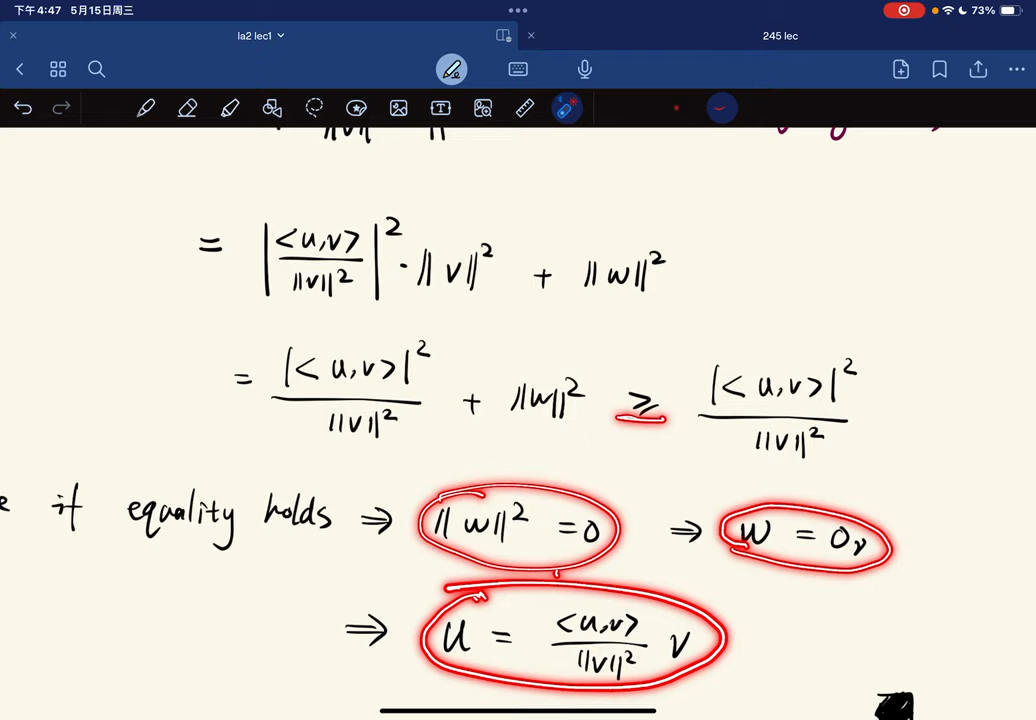 下午4:47 5月15日周三
73%
la2 lec1
245 lec
= |<u,v>/||v||²|² · ||v||² + ||w||²
= |<u,v>|²/||v||² + ||w||² ≥ |<u,v>|²/||v||²
if equality holds ⇒ ||w||² = 0 ⇒ w = 0ᵥ
⇒ u = <u,v>/||v||² v